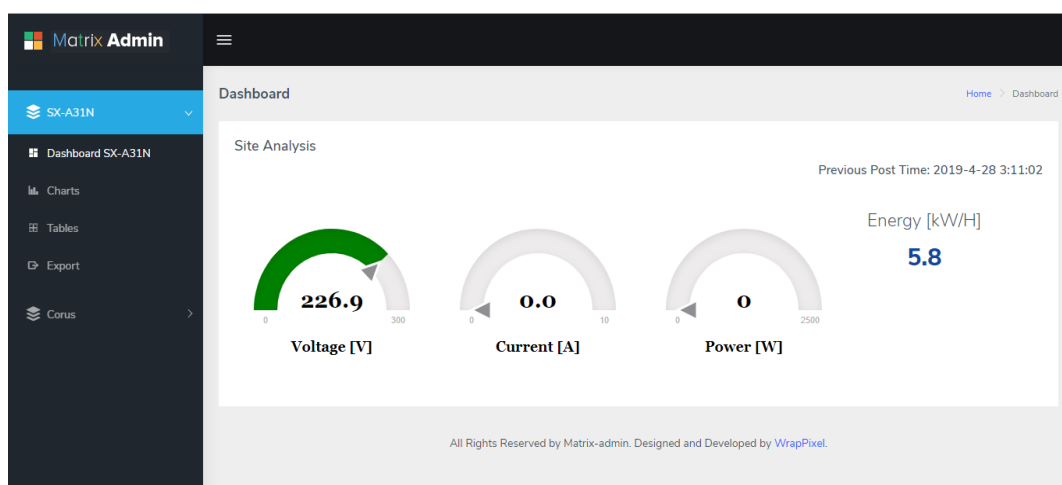 Matrix Admin
SX-A31N
Dashboard SX-A31N
Charts
Tables
Export
Corus
Dashboard
Home > Dashboard
Site Analysis
Previous Post Time: 2019-4-28 3:11:02
226.9
0 300
Voltage [V]
0.0
0 10
Current [A]
0
0 2500
Power [W]
Energy [kW/H]
5.8
All Rights Reserved by Matrix-admin. Designed and Developed by WrapPixel.